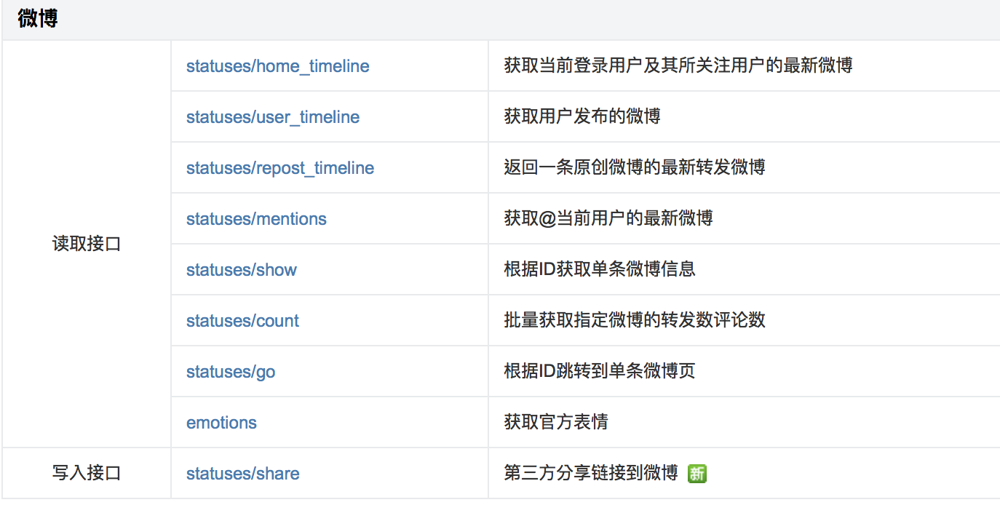 微博
statuses/home_timeline 获取当前登录用户及其所关注用户的最新微博
statuses/user_timeline 获取用户发布的微博
statuses/repost_timeline 返回一条原创微博的最新转发微博
statuses/mentions 获取@当前用户的最新微博
读取接口
statuses/show 根据ID获取单条微博信息
statuses/count 批量获取指定微博的转发数评论数
statuses/go 根据ID跳转到单条微博页
emotions 获取官方表情
写入接口 statuses/share 第三方分享链接到微博 新